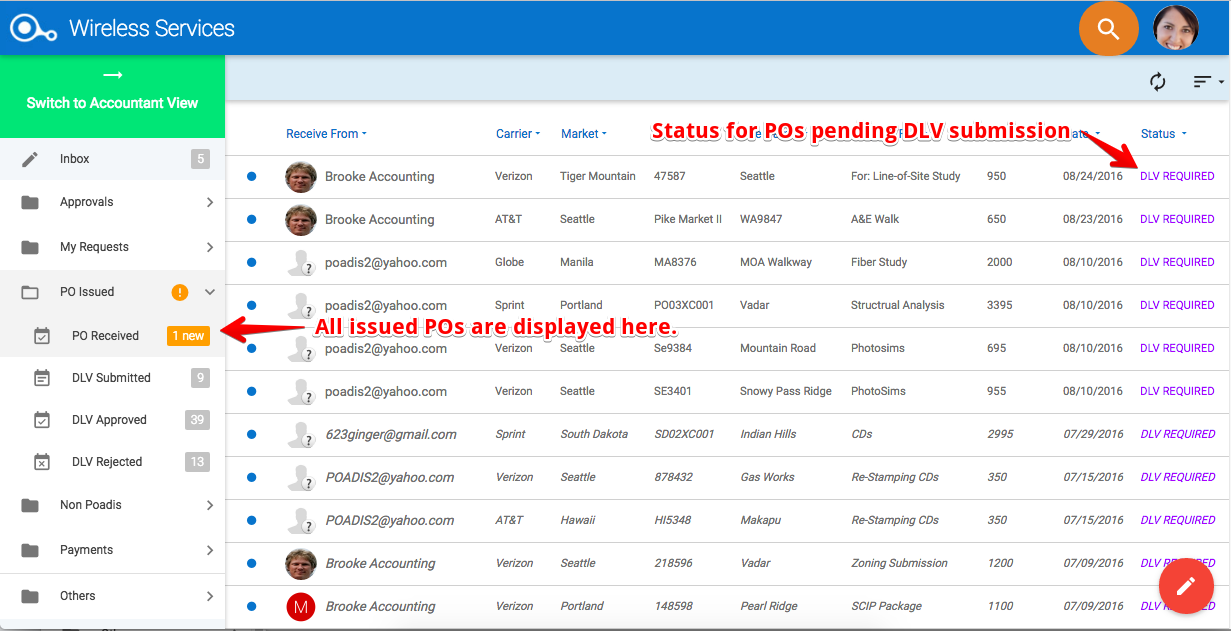 Wireless Services
Switch to Accountant View
Inbox 5
Approvals
My Requests
PO Issued !
PO Received 1 new
DLV Submitted 9
DLV Approved 39
DLV Rejected 13
Non Poadis
Payments
Others
Status for POs pending DLV submission
All issued POs are displayed here.
Receive From Carrier Market Status
Brooke Accounting Verizon Tiger Mountain 47587 Seattle For: Line-of-Site Study 950 08/24/2016 DLV REQUIRED
Brooke Accounting AT&T Seattle Pike Market II WA9847 A&E Walk 650 08/23/2016 DLV REQUIRED
? poadis2@yahoo.com Globe Manila MA8376 MOA Walkway Fiber Study 2000 08/10/2016 DLV REQUIRED
? poadis2@yahoo.com Sprint Portland PO03XC001 Vadar Structrual Analysis 3395 08/10/2016 DLV REQUIRED
? poadis2@yahoo.com Verizon Seattle Se9384 Mountain Road Photosims 695 08/10/2016 DLV REQUIRED
? poadis2@yahoo.com Verizon Seattle SE3401 Snowy Pass Ridge PhotoSims 955 08/10/2016 DLV REQUIRED
? 623ginger@gmail.com Sprint South Dakota SD02XC001 Indian Hills CDs 2995 07/29/2016 DLV REQUIRED
? POADIS2@yahoo.com Verizon Seattle 878432 Gas Works Re-Stamping CDs 350 07/15/2016 DLV REQUIRED
? POADIS2@yahoo.com AT&T Hawaii HI5348 Makapu Re-Stamping CDs 350 07/15/2016 DLV REQUIRED
Brooke Accounting Verizon Seattle 218596 Vadar Zoning Submission 1200 07/09/2016
M Brooke Accounting Verizon Portland 148598 Pearl Ridge SCIP Package 1100 07/09/2016